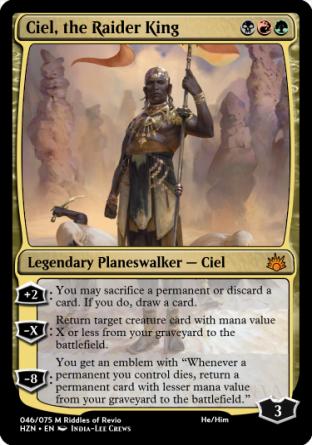 Ciel, the Raider King
Legendary Planeswalker — Ciel
+2: You may sacrifice a permanent or discard a
card. If you do, draw a card.
-X: Return target creature card with mana value
X or less from your graveyard to the
battlefield.
-8: You get an emblem with “Whenever a
permanent you control dies, return a
permanent card with lesser mana value
from your graveyard to the battlefield.”
3
046/075 M Riddles of Revio He/Him
HZN • EN India-Lee Crews